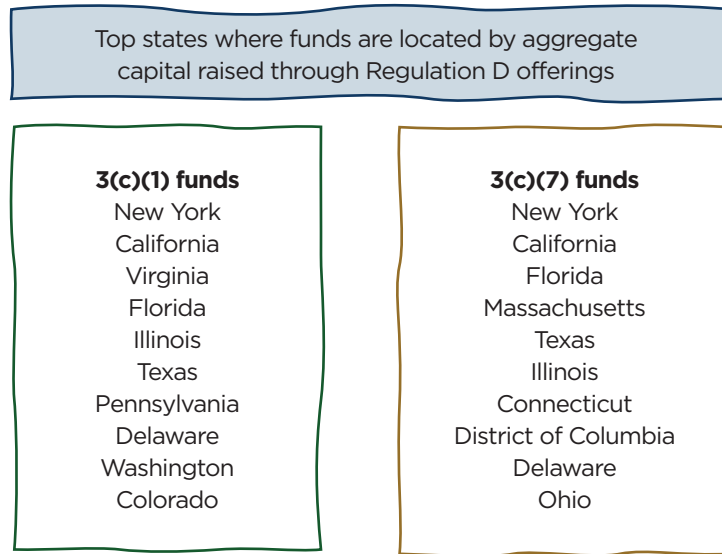 Top states where funds are located by aggregate
capital raised through Regulation D offerings
3(c)(1) funds
New York
California
Virginia
Florida
Illinois
Texas
Pennsylvania
Delaware
Washington
Colorado
3(c)(7) funds
New York
California
Florida
Massachusetts
Texas
Illinois
Connecticut
District of Columbia
Delaware
Ohio